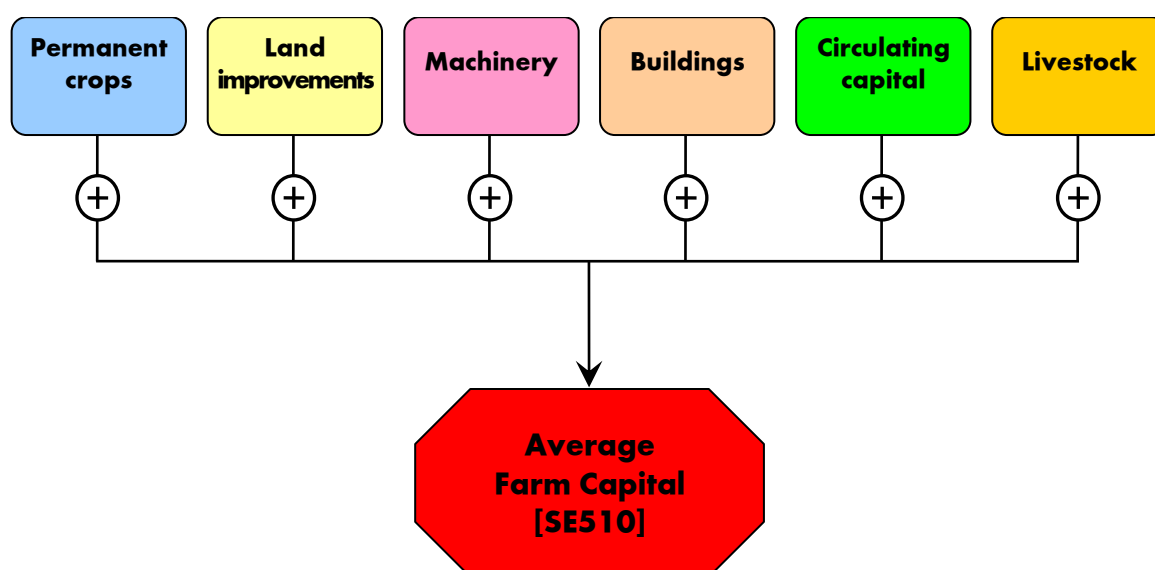 Permanent
crops
Land
improvements
Machinery
Buildings
Circulating
capital
Livestock
+ + + + + +
Average
Farm Capital
[SE510]